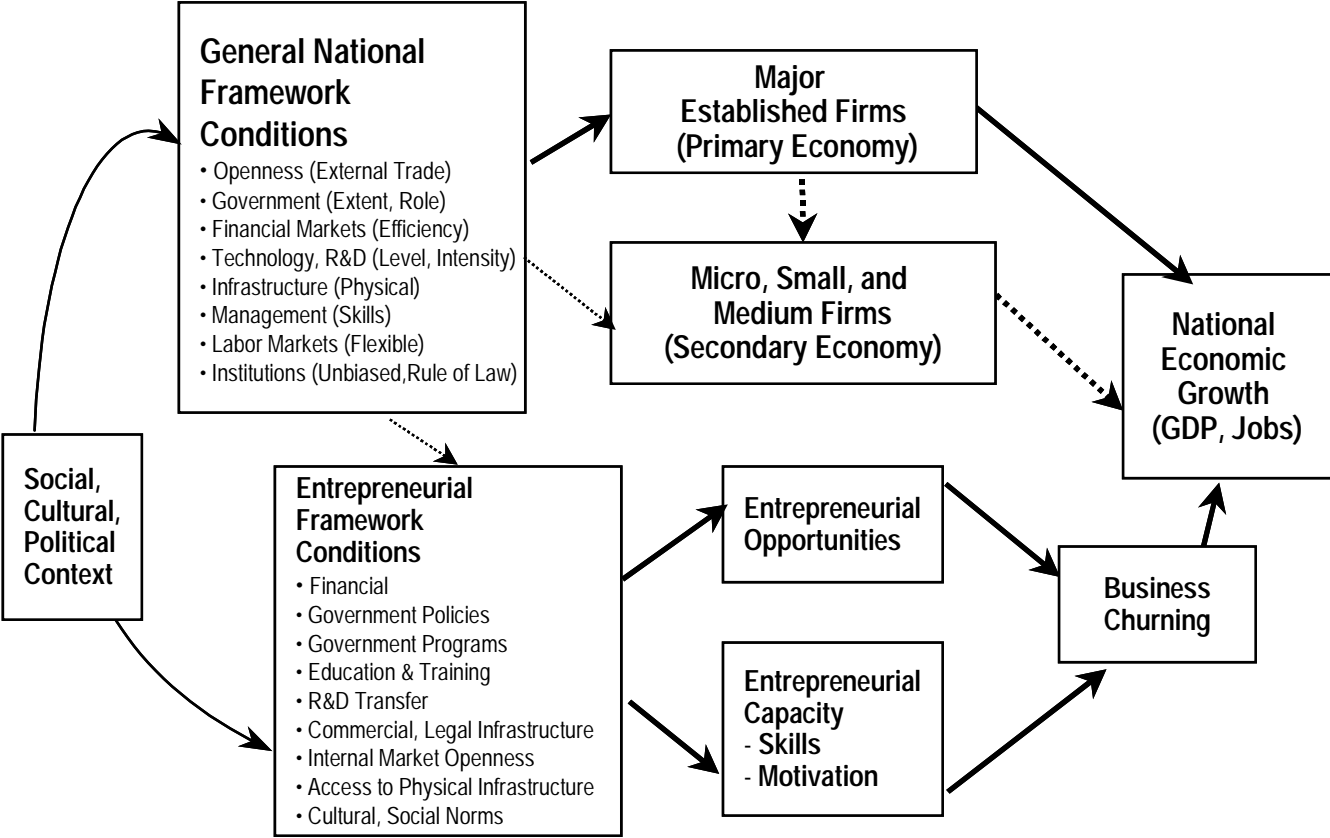 General National
Framework
Conditions
• Openness (External Trade)
• Government (Extent, Role)
• Financial Markets (Efficiency)
• Technology, R&D (Level, Intensity)
• Infrastructure (Physical)
• Management (Skills)
• Labor Markets (Flexible)
• Institutions (Unbiased,Rule of Law)
Major
Established Firms
(Primary Economy)
Micro, Small, and
Medium Firms
(Secondary Economy)
National
Economic
Growth
(GDP, Jobs)
Social,
Cultural,
Political
Context
Entrepreneurial
Framework
Conditions
• Financial
• Government Policies
• Government Programs
• Education & Training
• R&D Transfer
• Commercial, Legal Infrastructure
• Internal Market Openness
• Access to Physical Infrastructure
• Cultural, Social Norms
Entrepreneurial
Opportunities
Entrepreneurial
Capacity
- Skills
- Motivation
Business
Churning